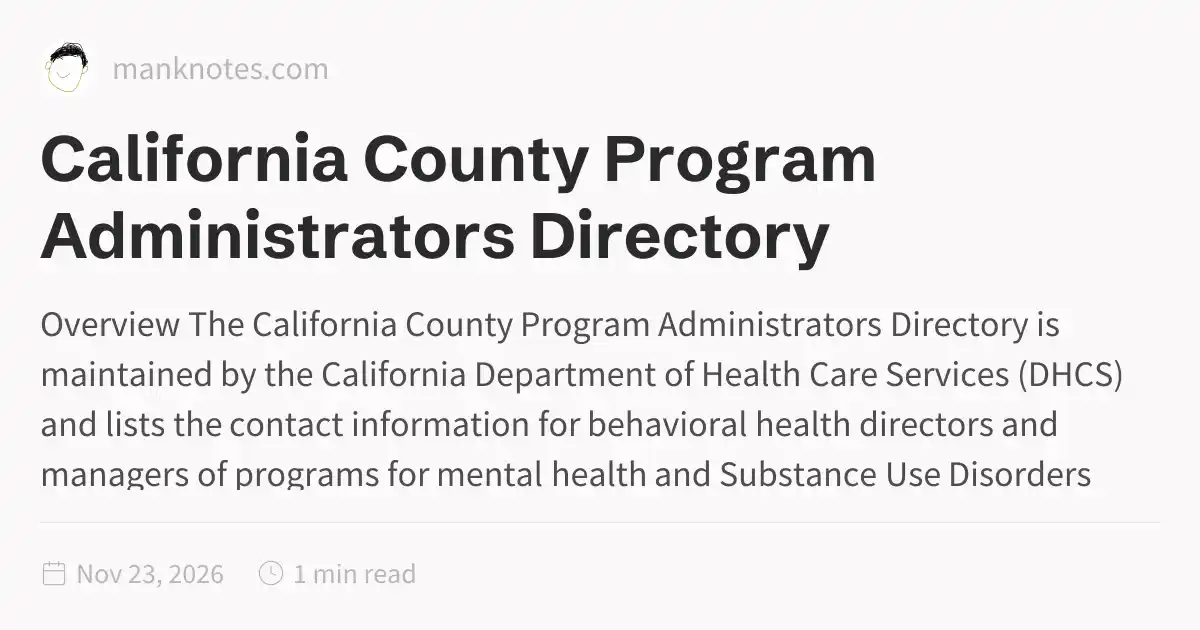 manknotes.com
California County Program
Administrators Directory
Overview The California County Program Administrators Directory is
maintained by the California Department of Health Care Services (DHCS)
and lists the contact information for behavioral health directors and
managers of programs for mental health and Substance Use Disorders
Nov 23, 2026
1 min read